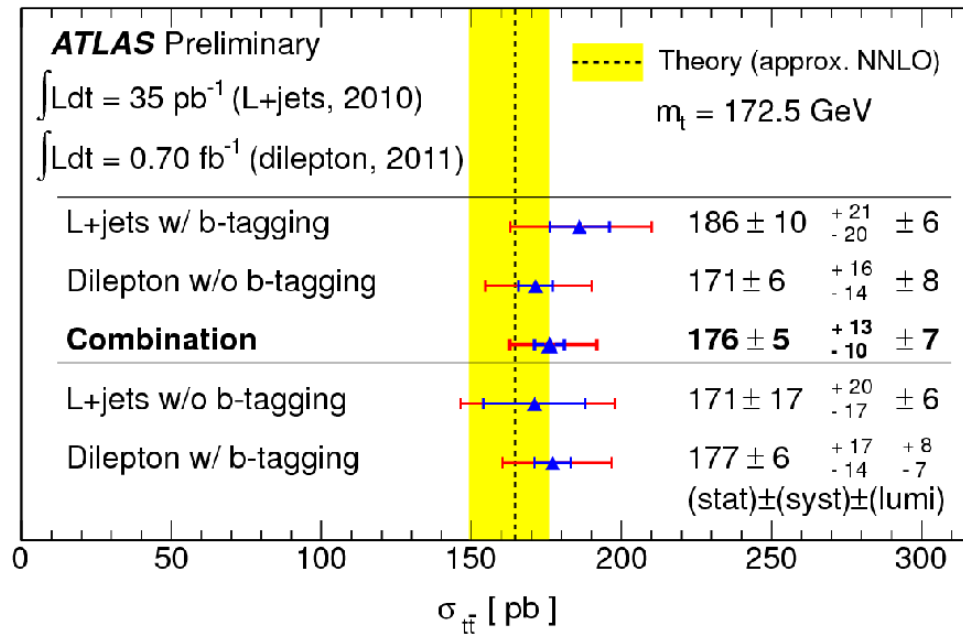 ATLAS Preliminary
∫Ldt = 35 pb⁻¹ (L+jets, 2010)
∫Ldt = 0.70 fb⁻¹ (dilepton, 2011)
Theory (approx. NNLO)
mₜ = 172.5 GeV
L+jets w/ b-tagging 186 ± 10 + 21 - 20 ± 6
Dilepton w/o b-tagging 171 ± 6 + 16 - 14 ± 8
Combination 176 ± 5 + 13 - 10 ± 7
L+jets w/o b-tagging 171 ± 17 + 20 - 17 ± 6
Dilepton w/ b-tagging 177 ± 6 + 17 - 14 + 8 - 7
(stat)±(syst)±(lumi)
0 50 100 150 200 250 300
σ_tt̄ [ pb ]